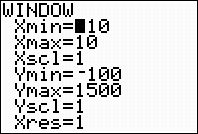 WINDOW
Xmin=-10
Xmax=10
Xscl=1
Ymin=-100
Ymax=1500
Yscl=1
Xres=1